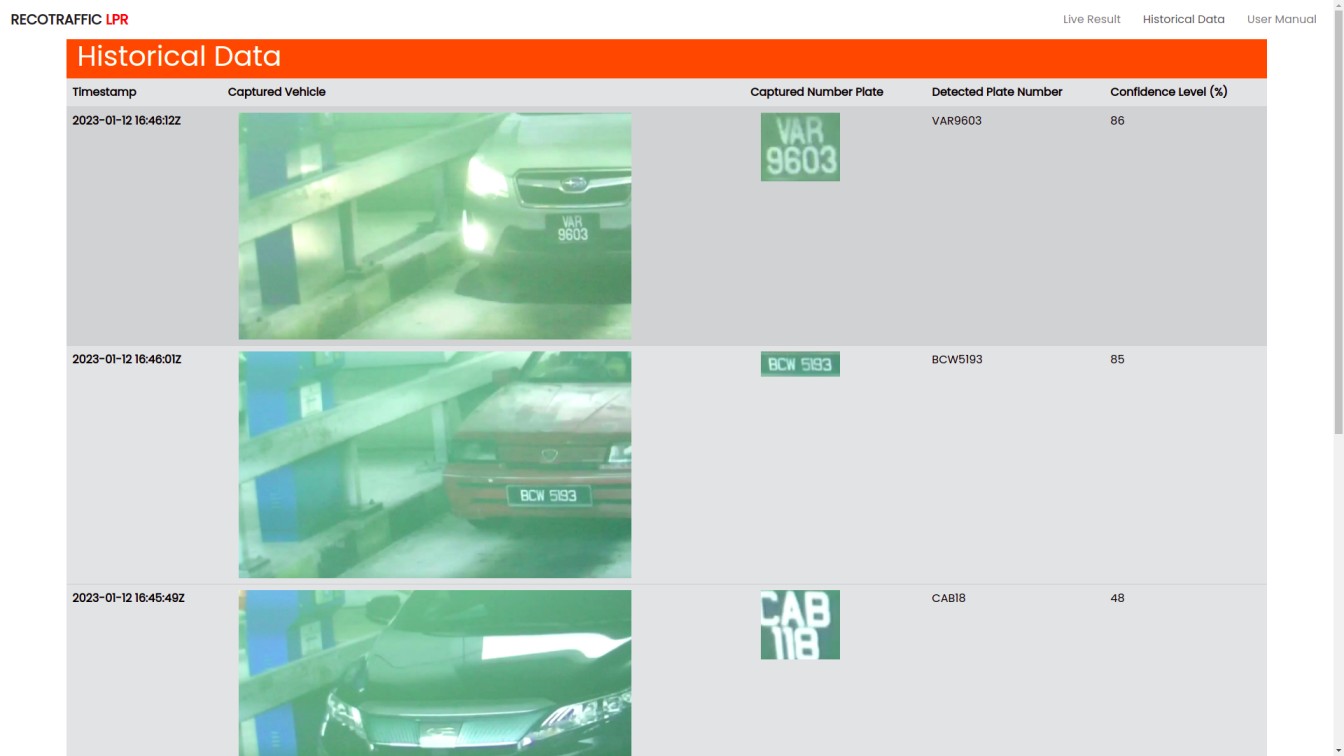 RECOTRAFFIC LPR
Live Result Historical Data User Manual
Historical Data
Timestamp Captured Vehicle Captured Number Plate Detected Plate Number Confidence Level (%)
2023-01-12 16:46:12Z VAR9603 86
VAR
9603
VAR
9603
2023-01-12 16:46:01Z BCW5193 85
BCW 5193
BCW 5193
2023-01-12 16:45:49Z CAB18 48
CAB
118